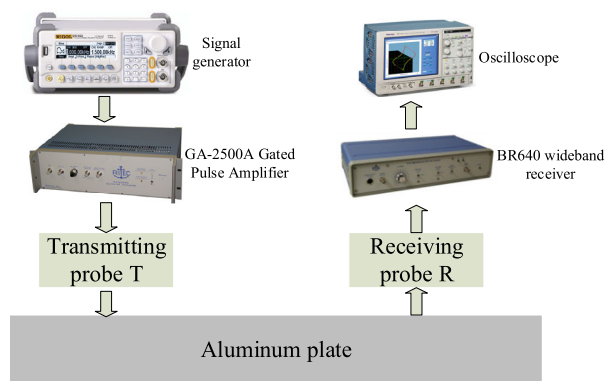 Signal
generator
Oscilloscope
GA-2500A Gated
Pulse Amplifier
BR640 wideband
receiver
Transmitting
probe T
Receiving
probe R
Aluminum plate